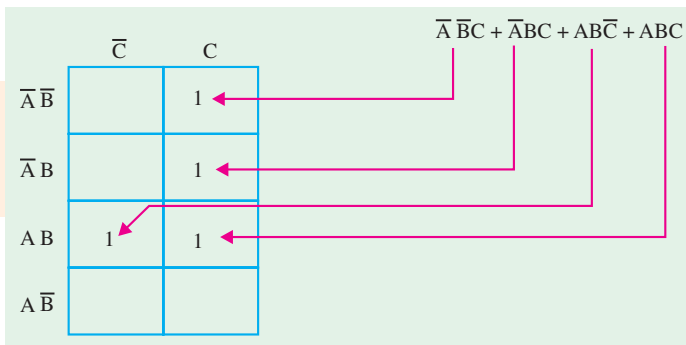 A̅ B̅C + A̅BC + ABC̅ + ABC
C̅ C
A̅ B̅ 1
A̅ B 1
A B 1 1
A B̅